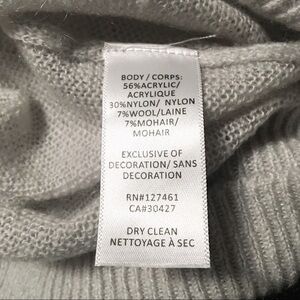 BODY / CORPS:
56%ACRYLIC/
ACRYLIQUE
30%NYLON/ NYLON
7%WOOL/LAINE
7%MOHAIR/
MOHAIR
EXCLUSIVE OF
DECORATION/ SANS
DECORATION
RN#127461
CA#30427
DRY CLEAN
NETTOYAGE À SEC